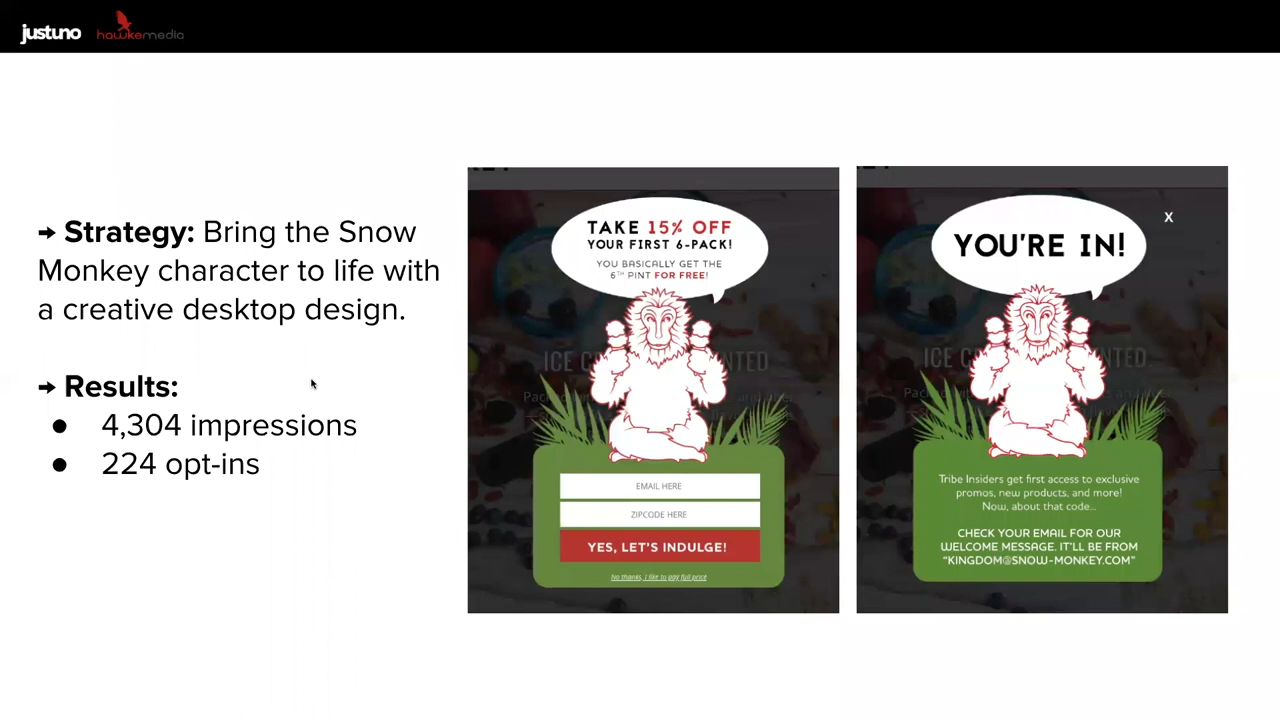 justuno
hawkemedia
→ Strategy: Bring the Snow
Monkey character to life with
a creative desktop design.
→ Results:
● 4,304 impressions
● 224 opt-ins
TAKE 15% OFF
YOUR FIRST 6-PACK!
YOU BASICALLY GET THE
6TH PINT FOR FREE!
EMAIL HERE
ZIPCODE HERE
YES, LET'S INDULGE!
No thanks, I like to pay full price
X
YOU'RE IN!
Tribe Insiders get first access to exclusive
promos, new products, and more!
Now, about that code...
CHECK YOUR EMAIL FOR OUR
WELCOME MESSAGE. IT'LL BE FROM
"KINGDOM@SNOW-MONKEY.COM"